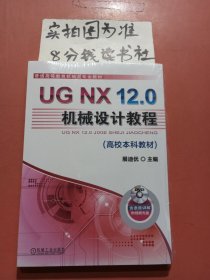 实拍图为准
8分钱读书社
UG NX 12.0
机械设计教程
UG NX 12.0 JIXIE SHEJI JIAOCHENG
(高校本科教材)
展迪优 ◎ 主编
机械工业出版社